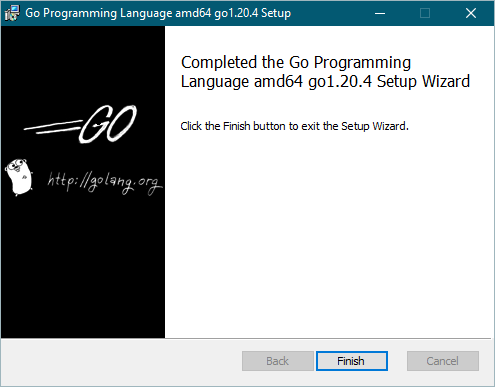 Go Programming Language amd64 go1.20.4 Setup
Completed the Go Programming
Language amd64 go1.20.4 Setup Wizard
Click the Finish button to exit the Setup Wizard.
GO
http://golang.org
Back
Finish
Cancel